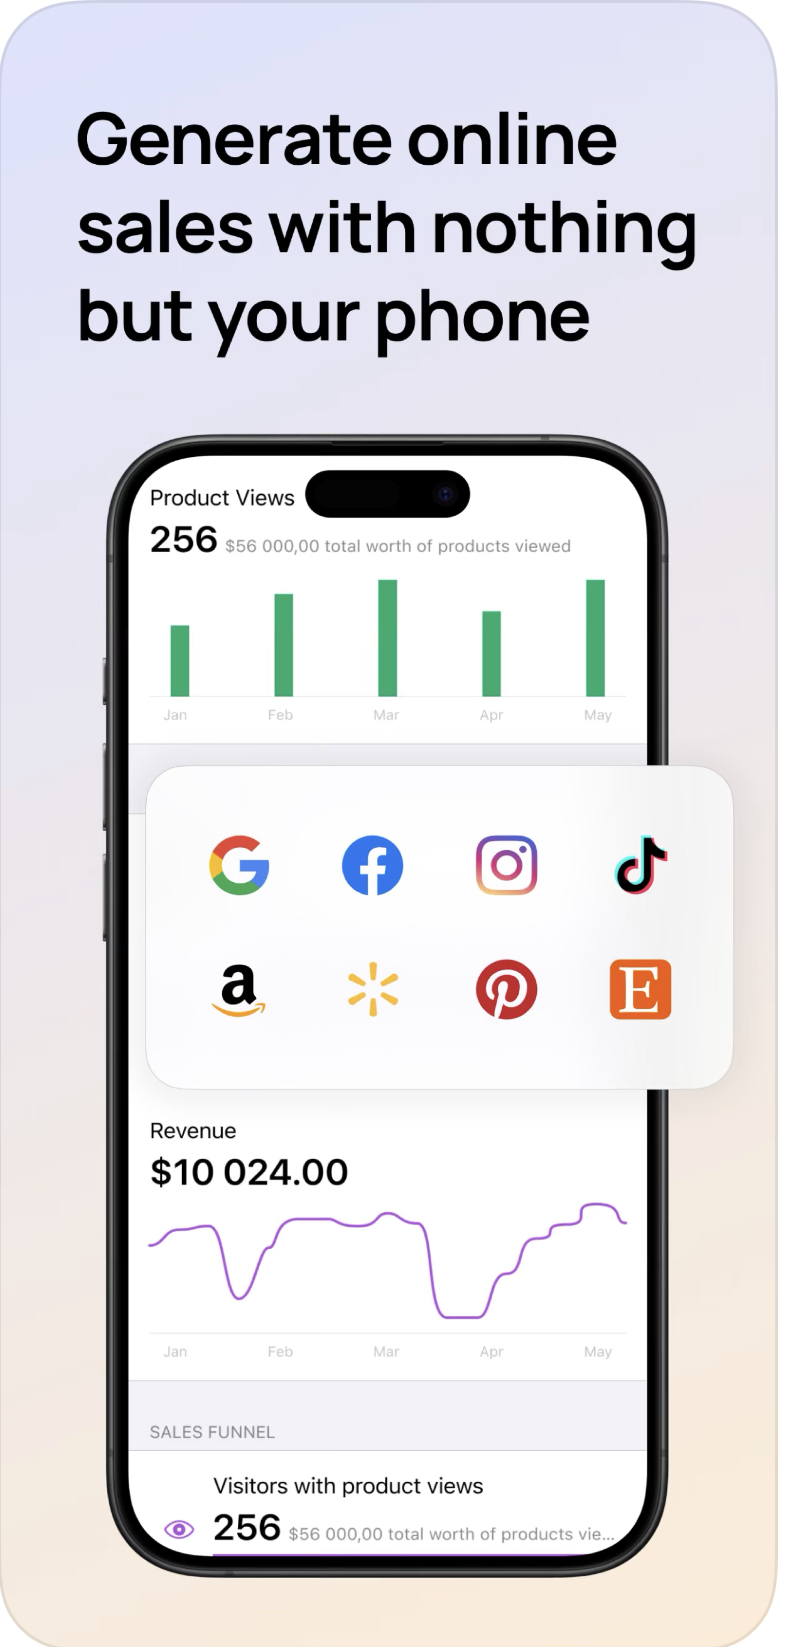 Generate online
sales with nothing
but your phone
Product Views
256 $56 000,00 total worth of products viewed
Jan Feb Mar Apr May
G f a E
Revenue
$10 024.00
Jan Feb Mar Apr May
SALES FUNNEL
Visitors with product views
256 $56 000,00 total worth of products vie...